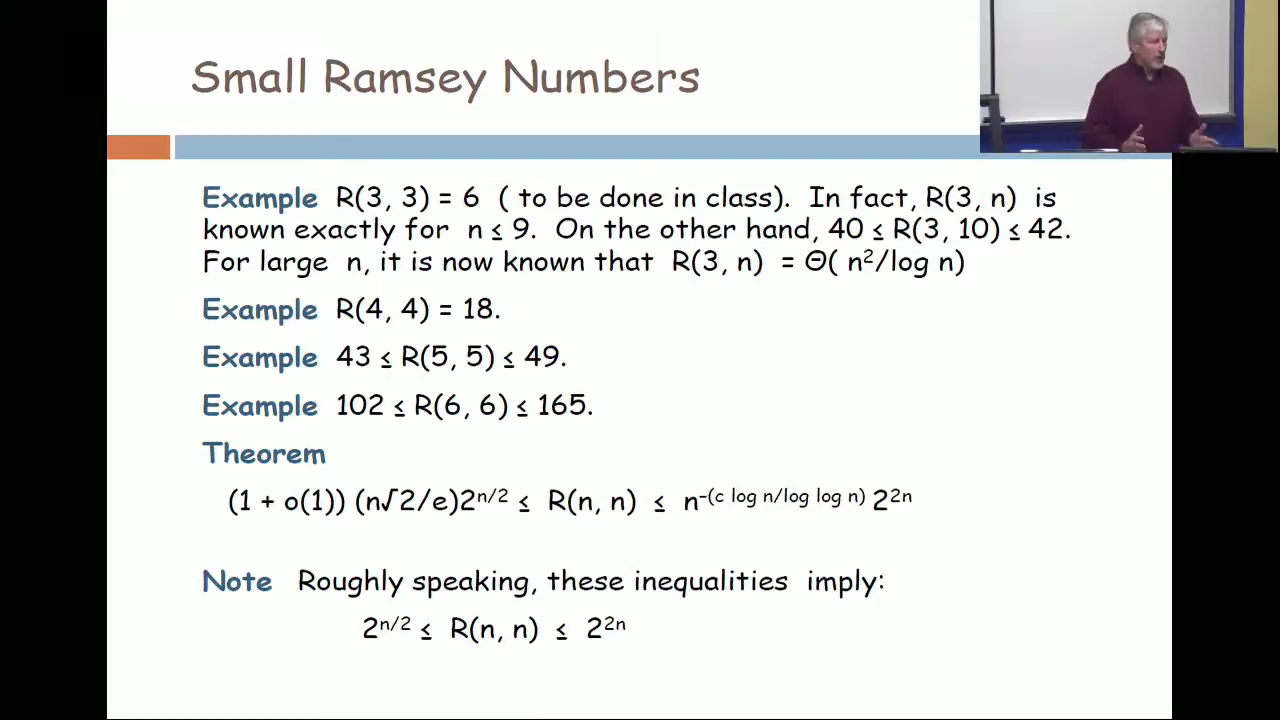 Small Ramsey Numbers
Example R(3, 3) = 6 ( to be done in class). In fact, R(3, n) is
known exactly for n ≤ 9. On the other hand, 40 ≤ R(3, 10) ≤ 42.
For large n, it is now known that R(3, n) = Θ( n²/log n)
Example R(4, 4) = 18.
Example 43 ≤ R(5, 5) ≤ 49.
Example 102 ≤ R(6, 6) ≤ 165.
Theorem
(1 + o(1)) (n√2/e)2^{n/2} ≤ R(n, n) ≤ n^{-(c log n/log log n)} 2^{2n}
Note Roughly speaking, these inequalities imply:
2^{n/2} ≤ R(n, n) ≤ 2^{2n}